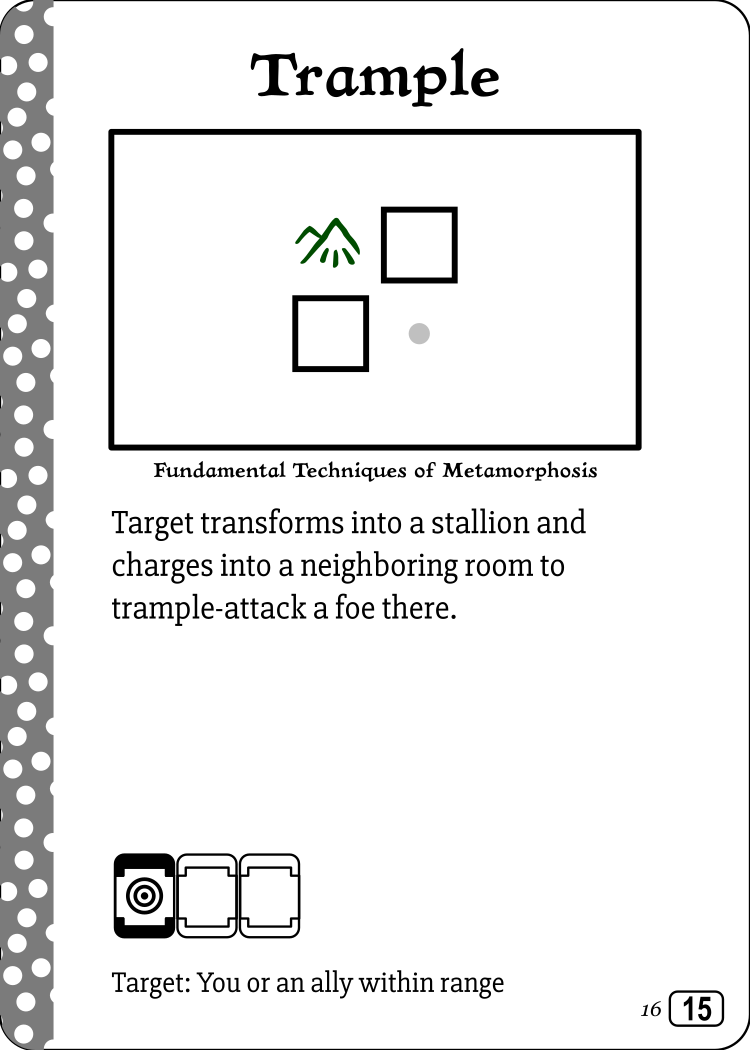 Trample
Fundamental Techniques of Metamorphosis
Target transforms into a stallion and
charges into a neighboring room to
trample-attack a foe there.
Target: You or an ally within range
16 15